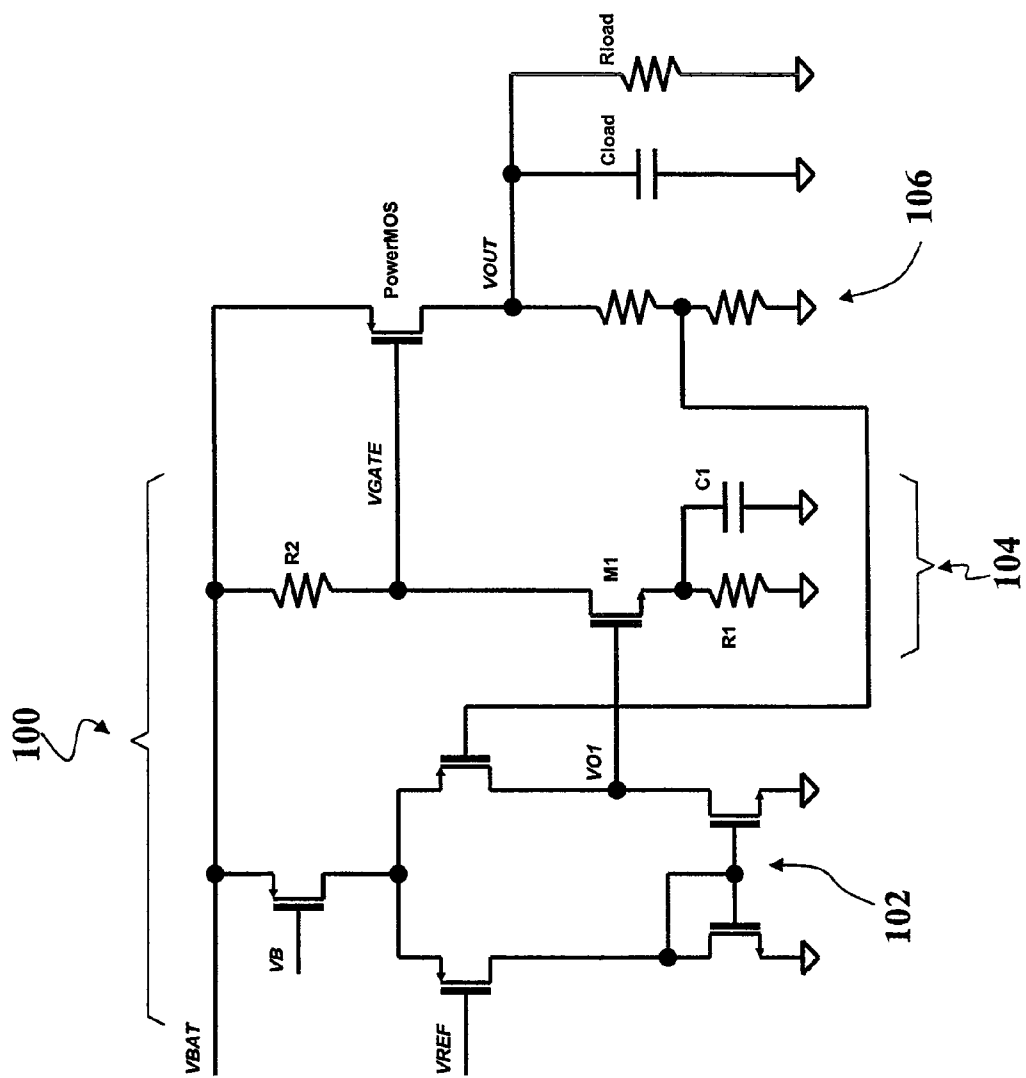 100
VBAT
VB
R2
VGATE
PowerMOS
VOUT
Cload
Rload
VREF
VO1
M1
R1
C1
102
104
106